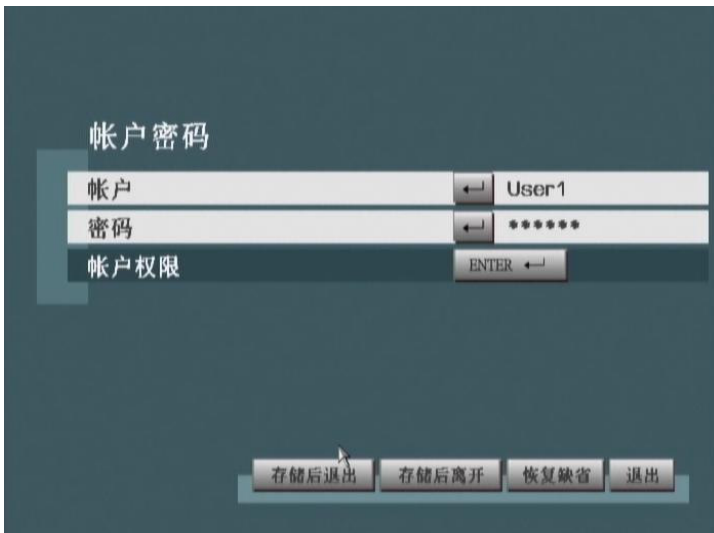 帐户密码
帐户 User1
密码 ******
帐户权限 ENTER
存储后退出 存储后离开 恢复缺省 退出